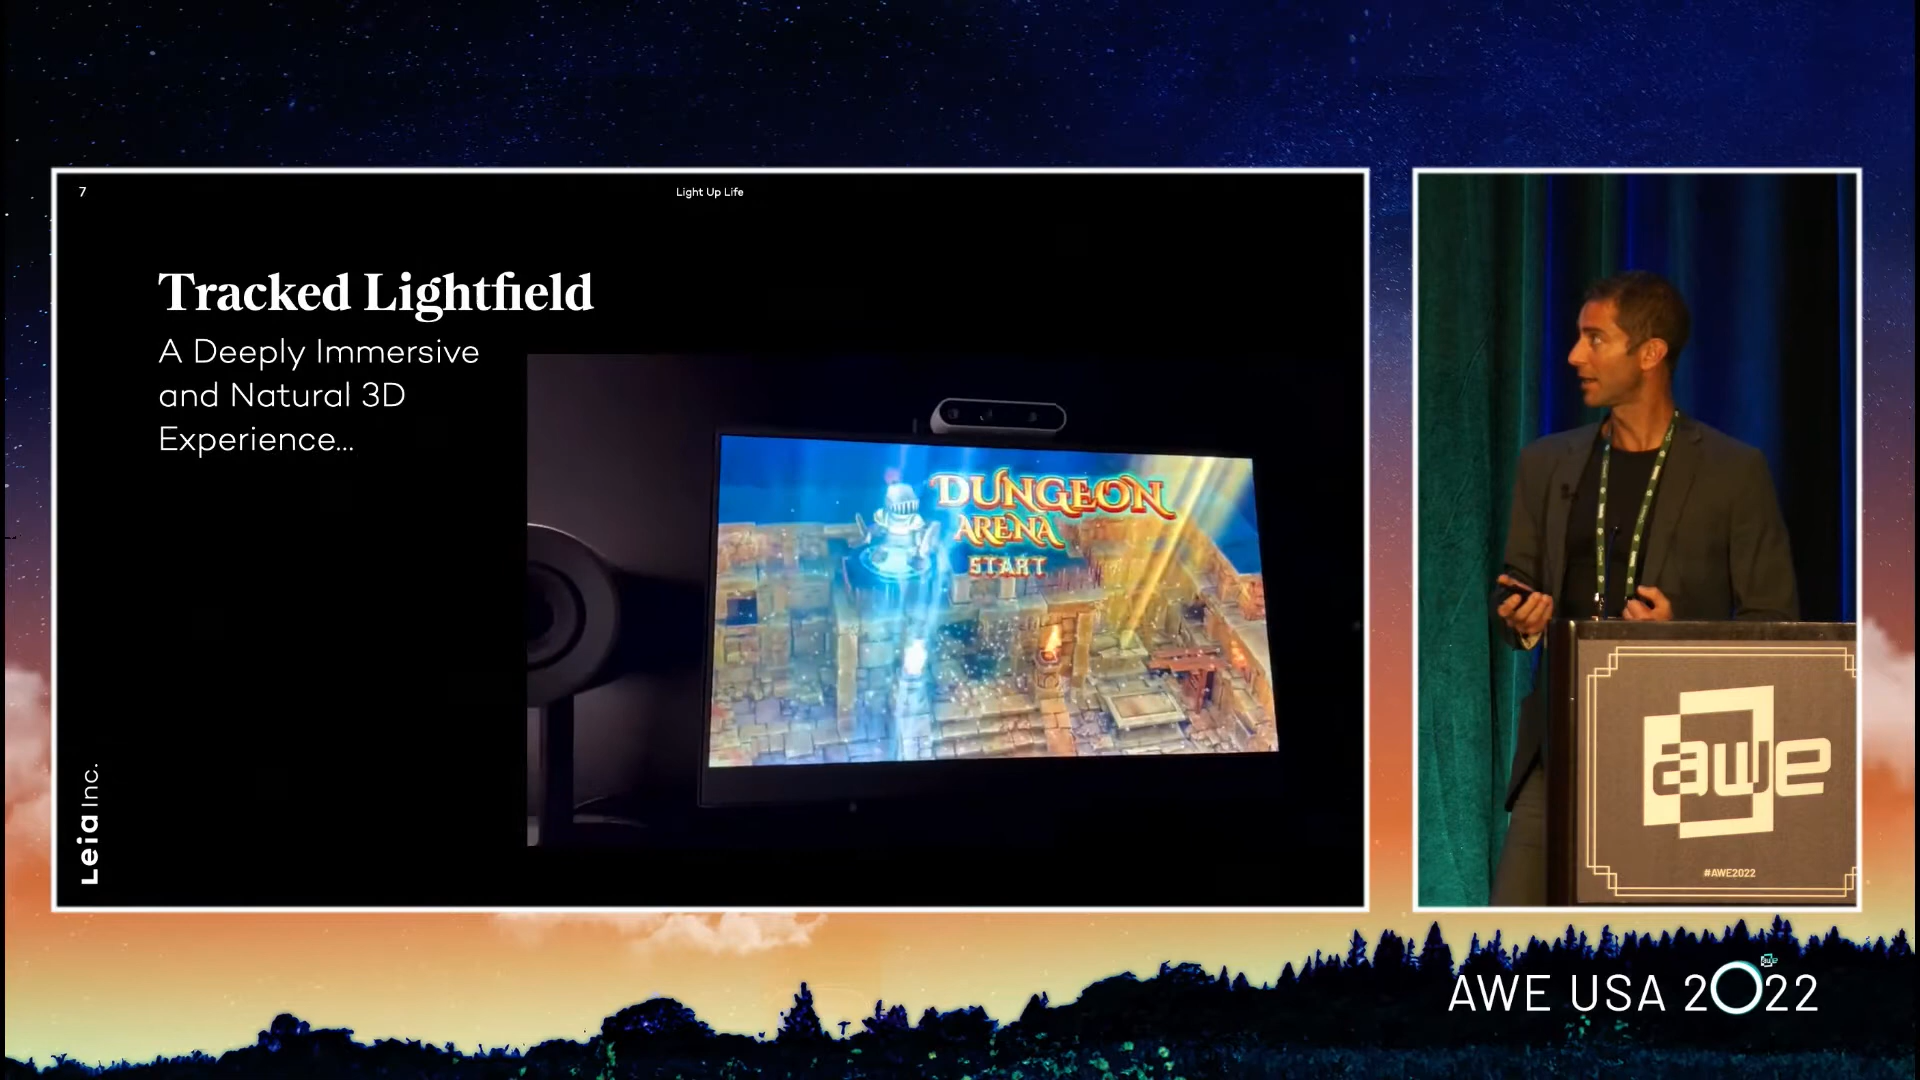 7
Light Up Life
Tracked Lightfield
A Deeply Immersive
and Natural 3D
Experience...
DUNGEON
ARENA
START
Leia Inc.
awe
#AWE2022
AWE USA 2022
awe